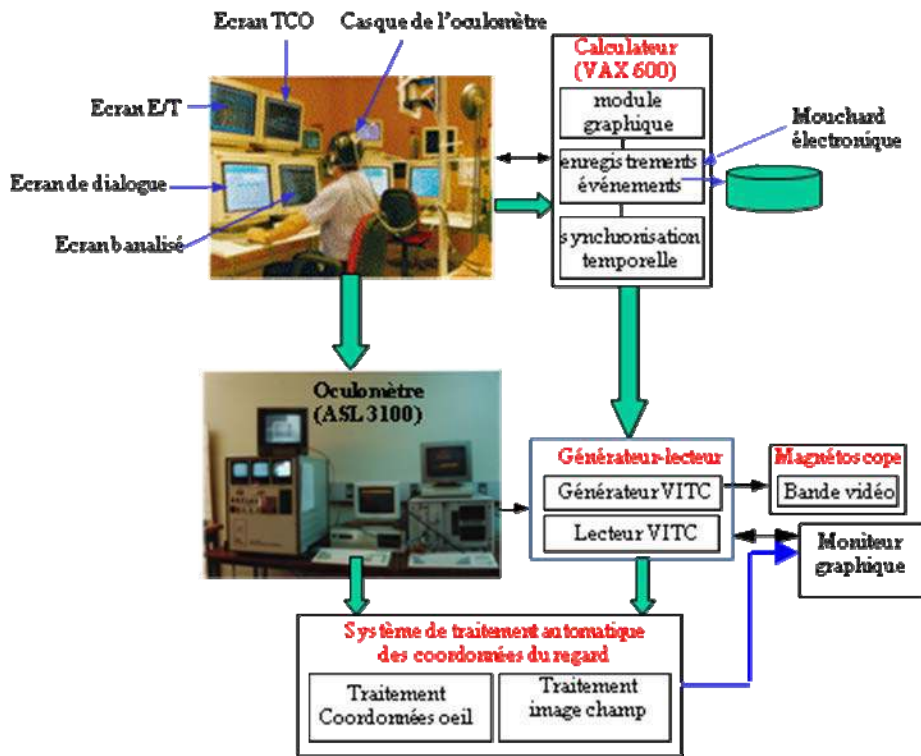 Ecran TCO
Casque de l'oculomètre
Ecran E/T
Ecran de dialogue
Ecran banalisé
Calculateur
(VAX 600)
module
graphique
enregistrements
événements
synchronisation
temporelle
Mouchard
électronique
Oculomètre
(ASL 3100)
Générateur-lecteur
Générateur VITC
Lecteur VITC
Magnétoscope
Bande vidéo
Moniteur
graphique
Système de traitement automatique
des coordonnées du regard
Traitement
Coordonnées oeil
Traitement
image champ